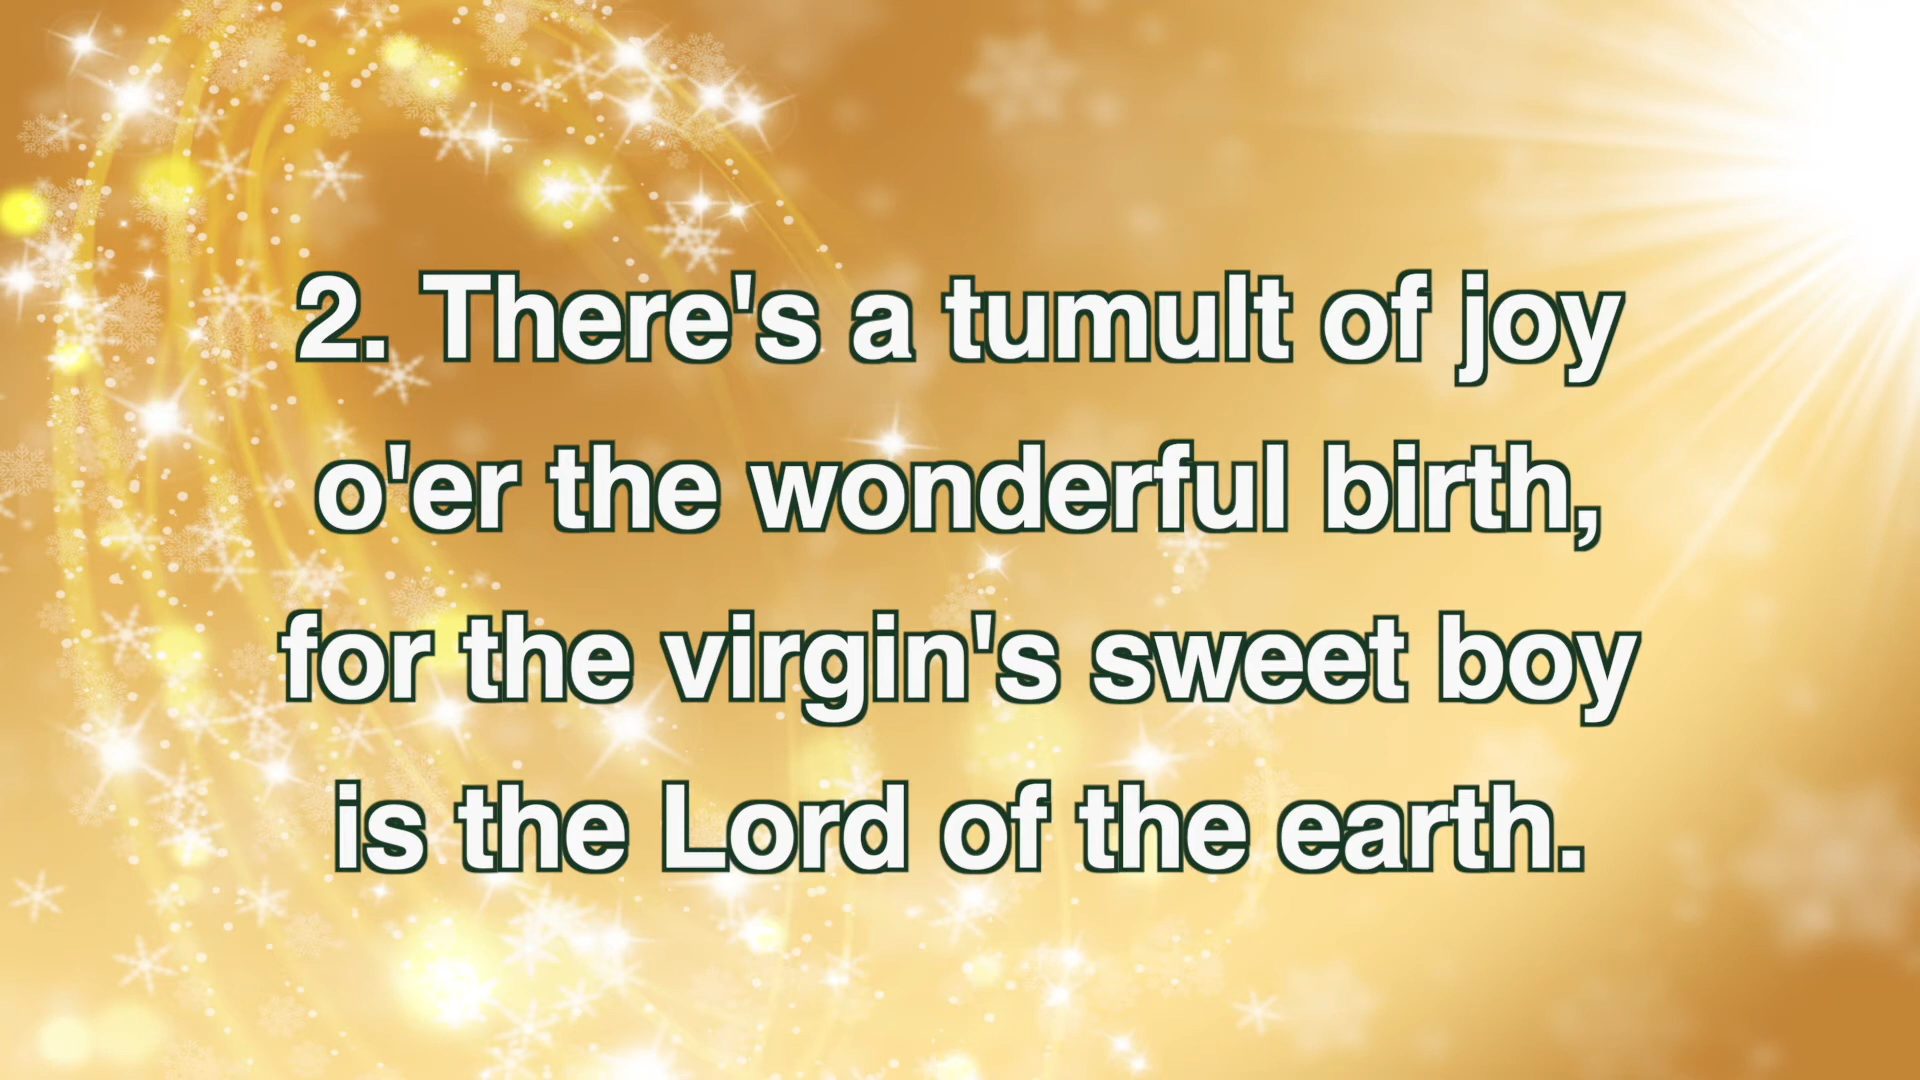 2. There's a tumult of joy
o'er the wonderful birth,
for the virgin's sweet boy
is the Lord of the earth.